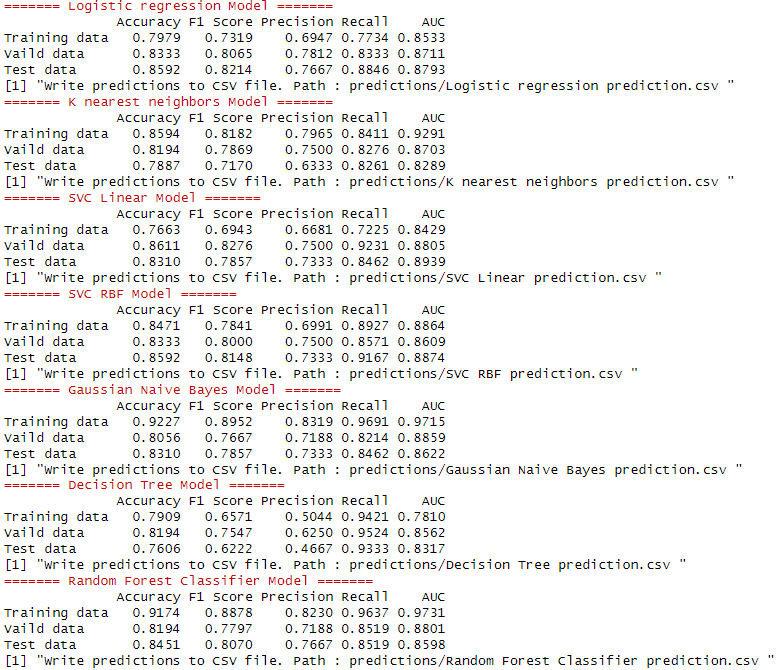 ======= Logistic regression Model =======
Accuracy F1 Score Precision Recall AUC
Training data 0.7979 0.7319 0.6947 0.7734 0.8533
Vaild data 0.8333 0.8065 0.7812 0.8333 0.8711
Test data 0.8592 0.8214 0.7667 0.8846 0.8793
[1] "Write predictions to CSV file. Path : predictions/Logistic regression prediction.csv "
======= K nearest neighbors Model =======
Accuracy F1 Score Precision Recall AUC
Training data 0.8594 0.8182 0.7965 0.8411 0.9291
Vaild data 0.8194 0.7869 0.7500 0.8276 0.8703
Test data 0.7887 0.7170 0.6333 0.8261 0.8289
[1] "Write predictions to CSV file. Path : predictions/K nearest neighbors prediction.csv "
======= SVC Linear Model =======
Accuracy F1 Score Precision Recall AUC
Training data 0.7663 0.6943 0.6681 0.7225 0.8429
Vaild data 0.8611 0.8276 0.7500 0.9231 0.8805
Test data 0.8310 0.7857 0.7333 0.8462 0.8939
[1] "Write predictions to CSV file. Path : predictions/SVC Linear prediction.csv "
======= SVC RBF Model =======
Accuracy F1 Score Precision Recall AUC
Training data 0.8471 0.7841 0.6991 0.8927 0.8864
Vaild data 0.8333 0.8000 0.7500 0.8571 0.8609
Test data 0.8592 0.8148 0.7333 0.9167 0.8874
[1] "Write predictions to CSV file. Path : predictions/SVC RBF prediction.csv "
======= Gaussian Naive Bayes Model =======
Accuracy F1 Score Precision Recall AUC
Training data 0.9227 0.8952 0.8319 0.9691 0.9715
Vaild data 0.8056 0.7667 0.7188 0.8214 0.8859
Test data 0.8310 0.7857 0.7333 0.8462 0.8622
[1] "Write predictions to CSV file. Path : predictions/Gaussian Naive Bayes prediction.csv "
======= Decision Tree Model =======
Accuracy F1 Score Precision Recall AUC
Training data 0.7909 0.6571 0.5044 0.9421 0.7810
Vaild data 0.8194 0.7547 0.6250 0.9524 0.8562
Test data 0.7606 0.6222 0.4667 0.9333 0.8317
[1] "Write predictions to CSV file. Path : predictions/Decision Tree prediction.csv "
======= Random Forest Classifier Model =======
Accuracy F1 Score Precision Recall AUC
Training data 0.9174 0.8878 0.8230 0.9637 0.9731
Vaild data 0.8194 0.7797 0.7188 0.8519 0.8801
Test data 0.8451 0.8070 0.7667 0.8519 0.8598
[1] "Write predictions to CSV file. Path : predictions/Random Forest Classifier prediction.csv "